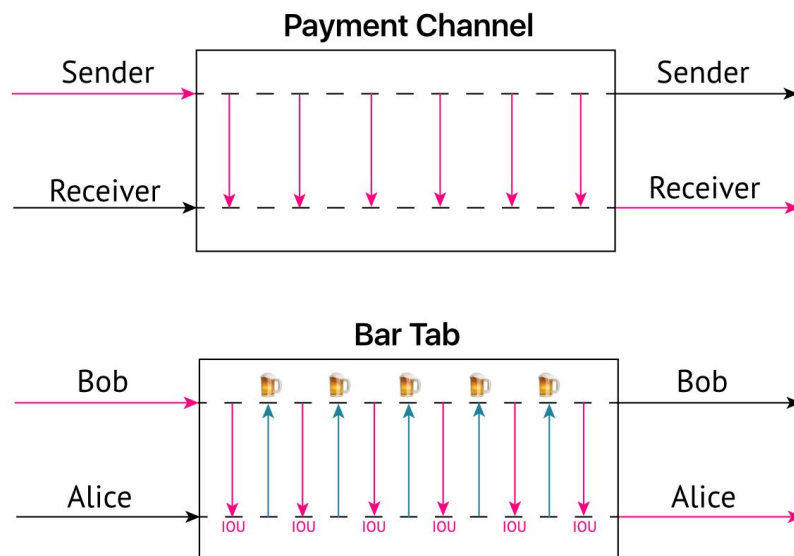 Payment Channel
Sender Sender
Receiver Receiver
Bar Tab
Bob Bob
Alice Alice
IOU IOU IOU IOU IOU IOU